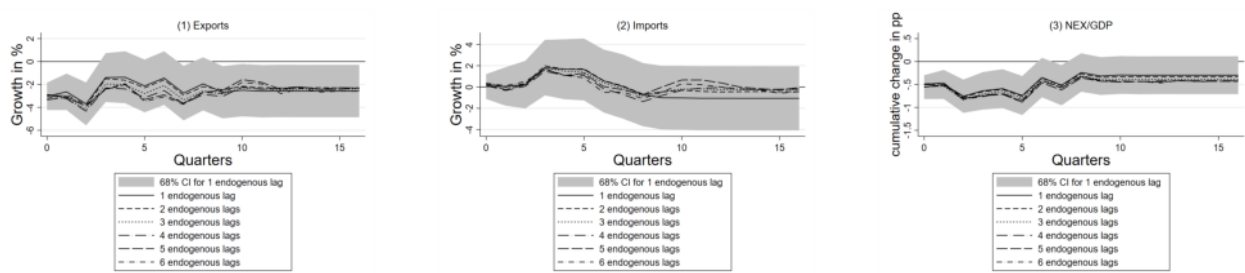 (1) Exports
Growth in %
2
0
-2
-4
-6
0
5
10
15
Quarters
68% CI for 1 endogenous lag
1 endogenous lag
2 endogenous lags
3 endogenous lags
4 endogenous lags
5 endogenous lags
6 endogenous lags
(2) Imports
Growth in %
4
2
0
-2
-4
0
5
10
15
Quarters
68% CI for 1 endogenous lag
1 endogenous lag
2 endogenous lags
3 endogenous lags
4 endogenous lags
5 endogenous lags
6 endogenous lags
(3) NEX/GDP
cumulative change in pp
.5
0
-.5
-1
-1.5
0
5
10
15
Quarters
68% CI for 1 endogenous lag
1 endogenous lag
2 endogenous lags
3 endogenous lags
4 endogenous lags
5 endogenous lags
6 endogenous lags